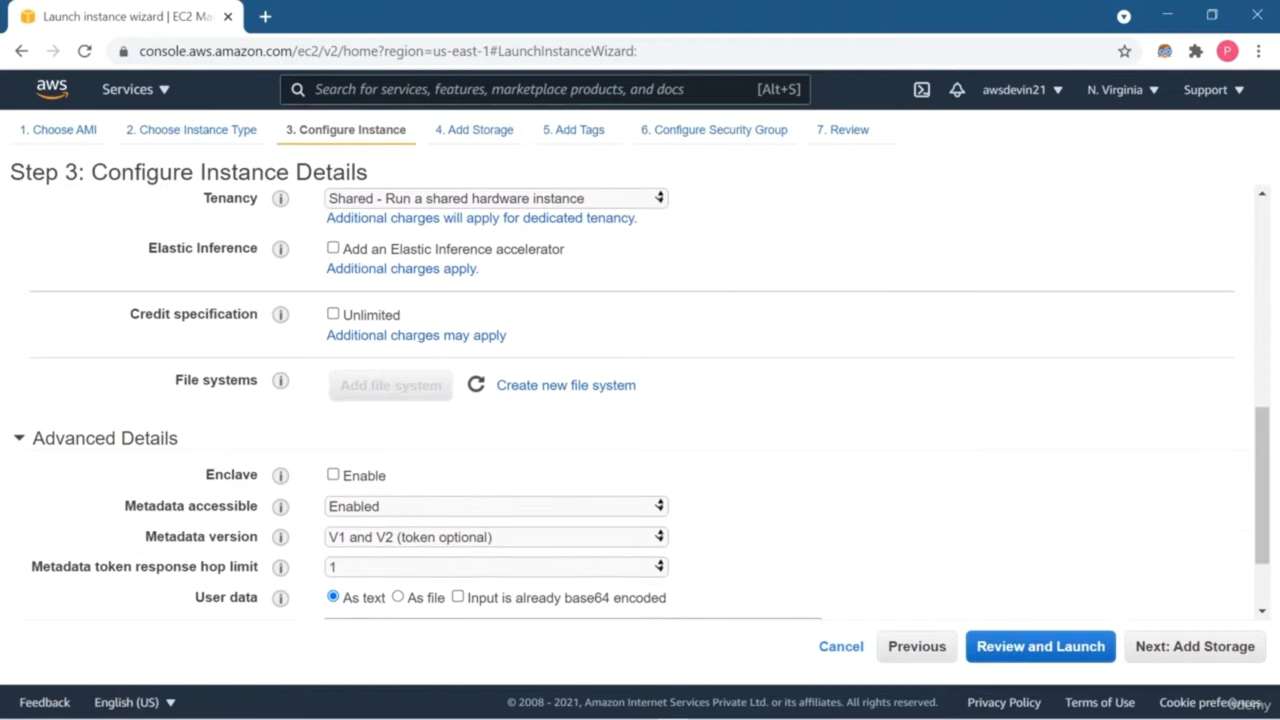 Launch instance wizard | EC2 Ma
console.aws.amazon.com/ec2/v2/home?region=us-east-1#LaunchInstanceWizard:
P
aws
Services
Search for services, features, marketplace products, and docs
[Alt+S]
awsdevin21
N. Virginia
Support
1. Choose AMI
2. Choose Instance Type
3. Configure Instance
4. Add Storage
5. Add Tags
6. Configure Security Group
7. Review
Step 3: Configure Instance Details
Tenancy
Shared - Run a shared hardware instance
Additional charges will apply for dedicated tenancy.
Elastic Inference
Add an Elastic Inference accelerator
Additional charges apply.
Credit specification
Unlimited
Additional charges may apply
File systems
Add file system
Create new file system
Advanced Details
Enclave
Enable
Metadata accessible
Enabled
Metadata version
V1 and V2 (token optional)
Metadata token response hop limit
1
User data
As text
As file
Input is already base64 encoded
Cancel
Previous
Review and Launch
Next: Add Storage
Feedback
English (US)
© 2008 - 2021, Amazon Internet Services Private Ltd. or its affiliates. All rights reserved.
Privacy Policy
Terms of Use
Cookie preferences
Udemy